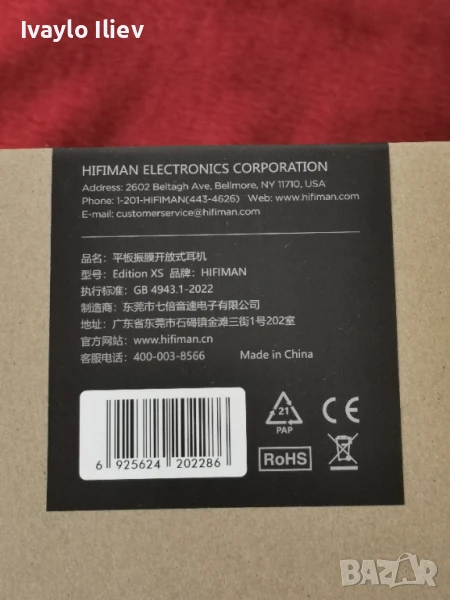 Ivaylo Iliev
HIFIMAN ELECTRONICS CORPORATION
Address: 2602 Beltagh Ave, Bellmore, NY 11710, USA
Phone: 1-201-HIFIMAN(443-4626) Web: www.hifiman.com
E-mail: customerservice@hifiman.com
品名：平板振膜开放式耳机
型号：Edition XS 品牌：HIFIMAN
执行标准：GB 4943.1-2022
制造商：东莞市七倍音速电子有限公司
地址：广东省东莞市石碣镇金滩三街1号202室
官方网站：www.hifiman.cn
客服电话：400-003-8566 Made in China
6 925624 202286
21
PAP
CE
RoHS
BAZAR